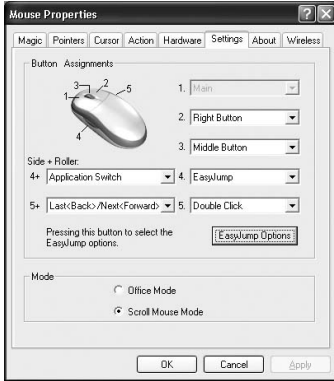 Mouse Properties
Magic Pointers Cursor Action Hardware Settings About Wireless
Button Assignments
3 2 5
1
4
1. Main
2. Right Button
3. Middle Button
Side + Roller:
4+ Application Switch 4. EasyJump
5+ Last<Back>/Next<Forward> 5. Double Click
Pressing this button to select the
EasyJump options.
EasyJump Options
Mode
Office Mode
Scroll Mouse Mode
OK Cancel Apply